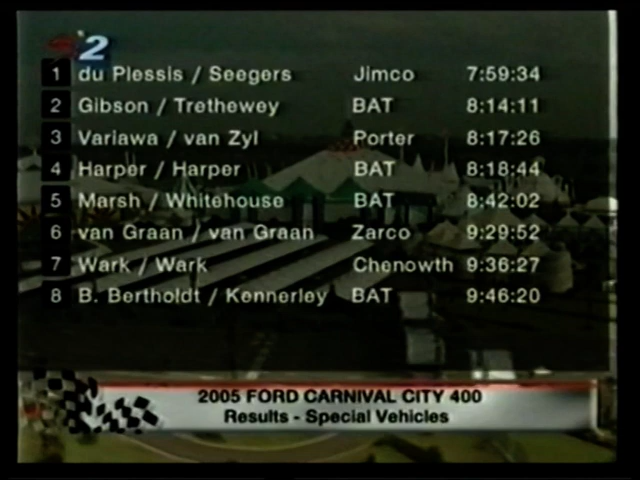 2
1 du Plessis / Seegers Jimco 7:59:34
2 Gibson / Trethewey BAT 8:14:11
3 Variawa / van Zyl Porter 8:17:26
4 Harper / Harper BAT 8:18:44
5 Marsh / Whitehouse BAT 8:42:02
6 van Graan / van Graan Zarco 9:29:52
7 Wark / Wark Chenowth 9:36:27
8 B. Bertholdt / Kennerley BAT 9:46:20
2005 FORD CARNIVAL CITY 400
Results - Special Vehicles